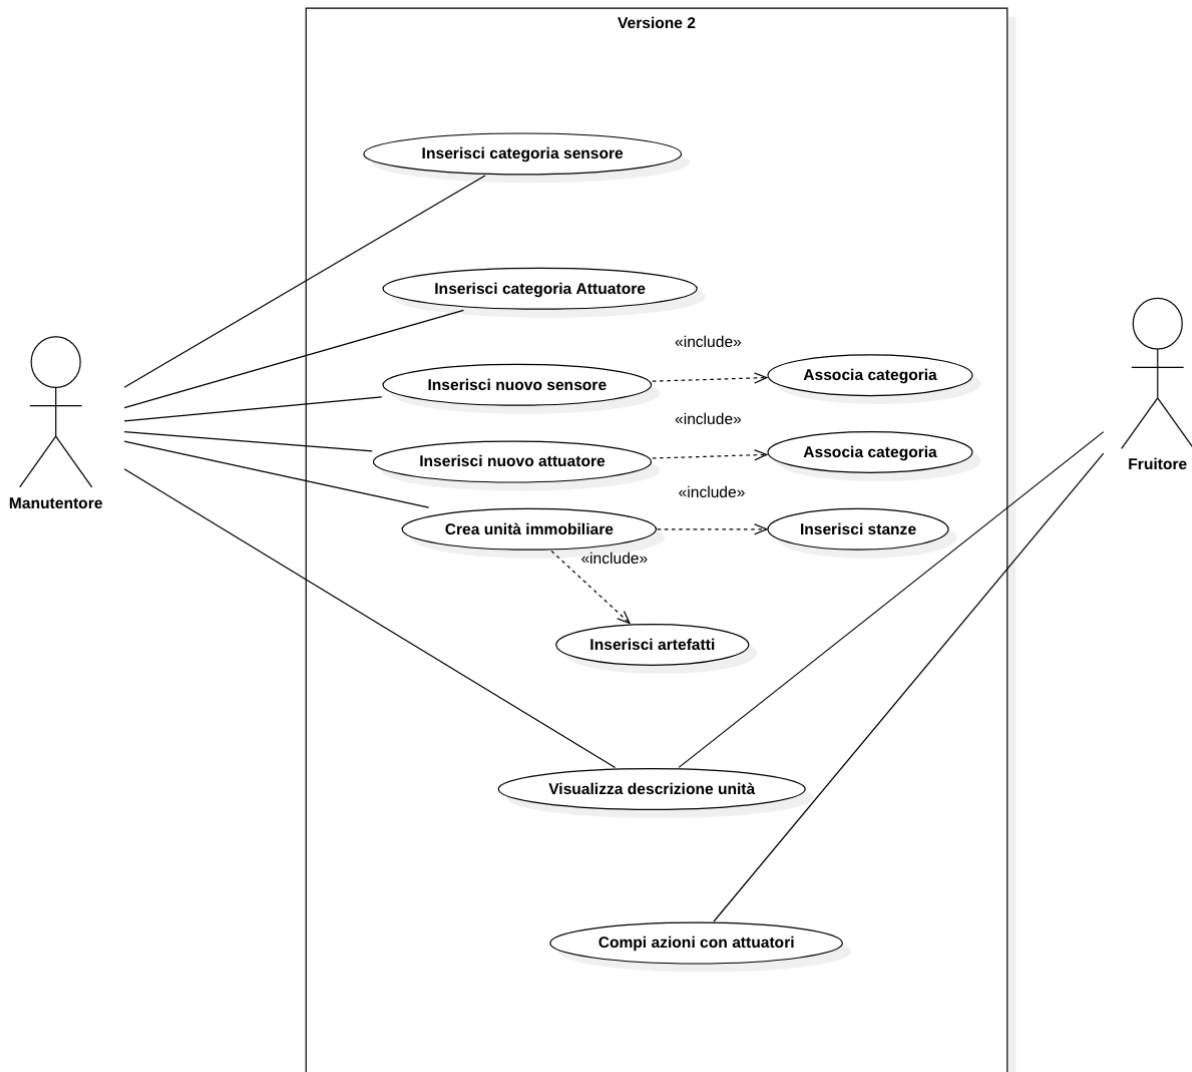 Versione 2
Inserisci categoria sensore
Inserisci categoria Attuatore
«include»
Inserisci nuovo sensore
Associa categoria
«include»
Inserisci nuovo attuatore
Associa categoria
Fruitore
«include»
Manutentore
Crea unità immobiliare
Inserisci stanze
«include»
Inserisci artefatti
Visualizza descrizione unità
Compi azioni con attuatori